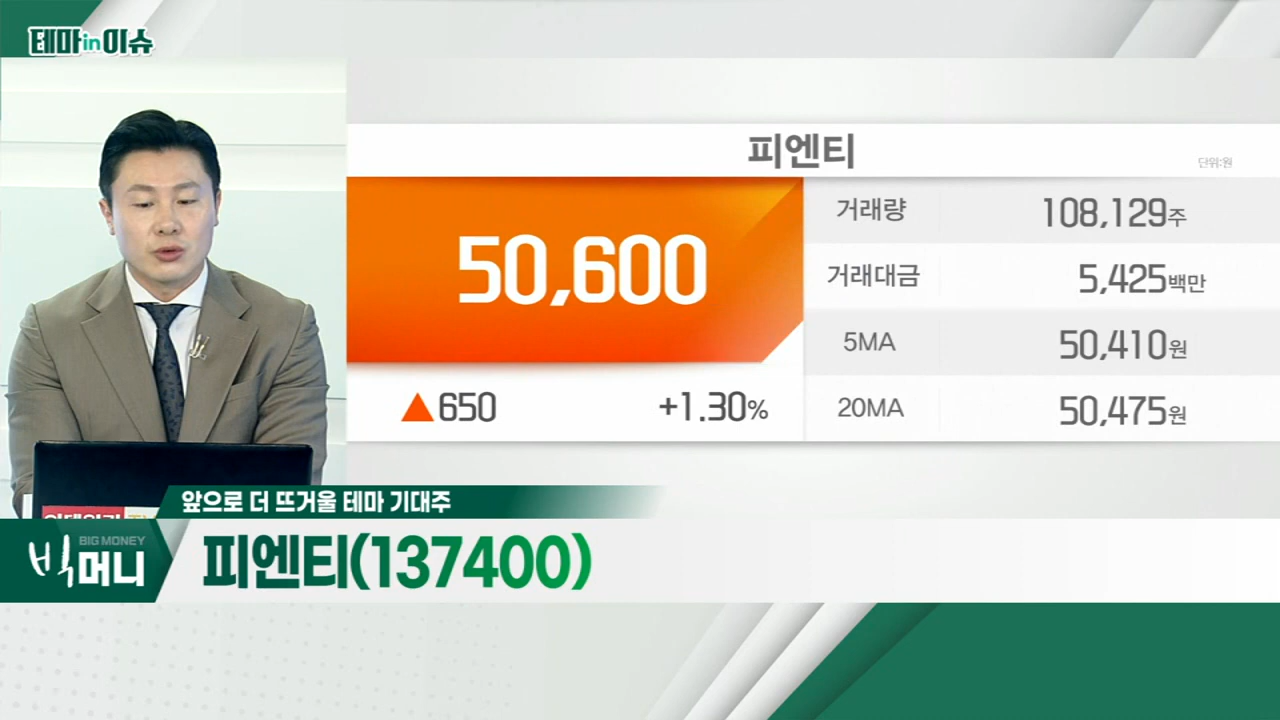 테마in이슈
피엔티
단위:원
50,600
▲650 +1.30%
거래량 108,129주
거래대금 5,425백만
5MA 50,410원
20MA 50,475원
앞으로 더 뜨거울 테마 기대주
BIG MONEY
빅머니
피엔티(137400)